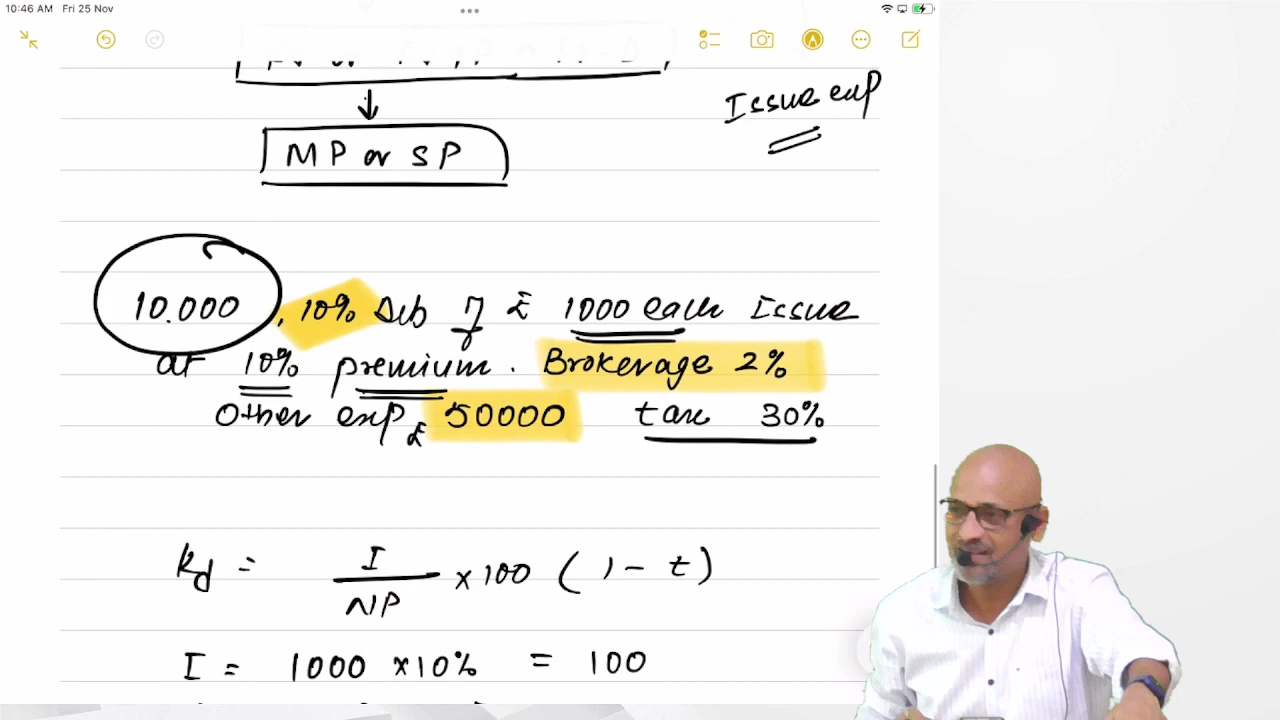 10:46 AM Fri 25 Nov
Issue exp
MP or SP
10.000, 10% Deb of ₹ 1000 each Issue
at 10% premium. Brokerage 2%
Other exp ₹ 50000 tax 30%
Kd = I / NP × 100 (1 - t)
I = 1000 × 10% = 100